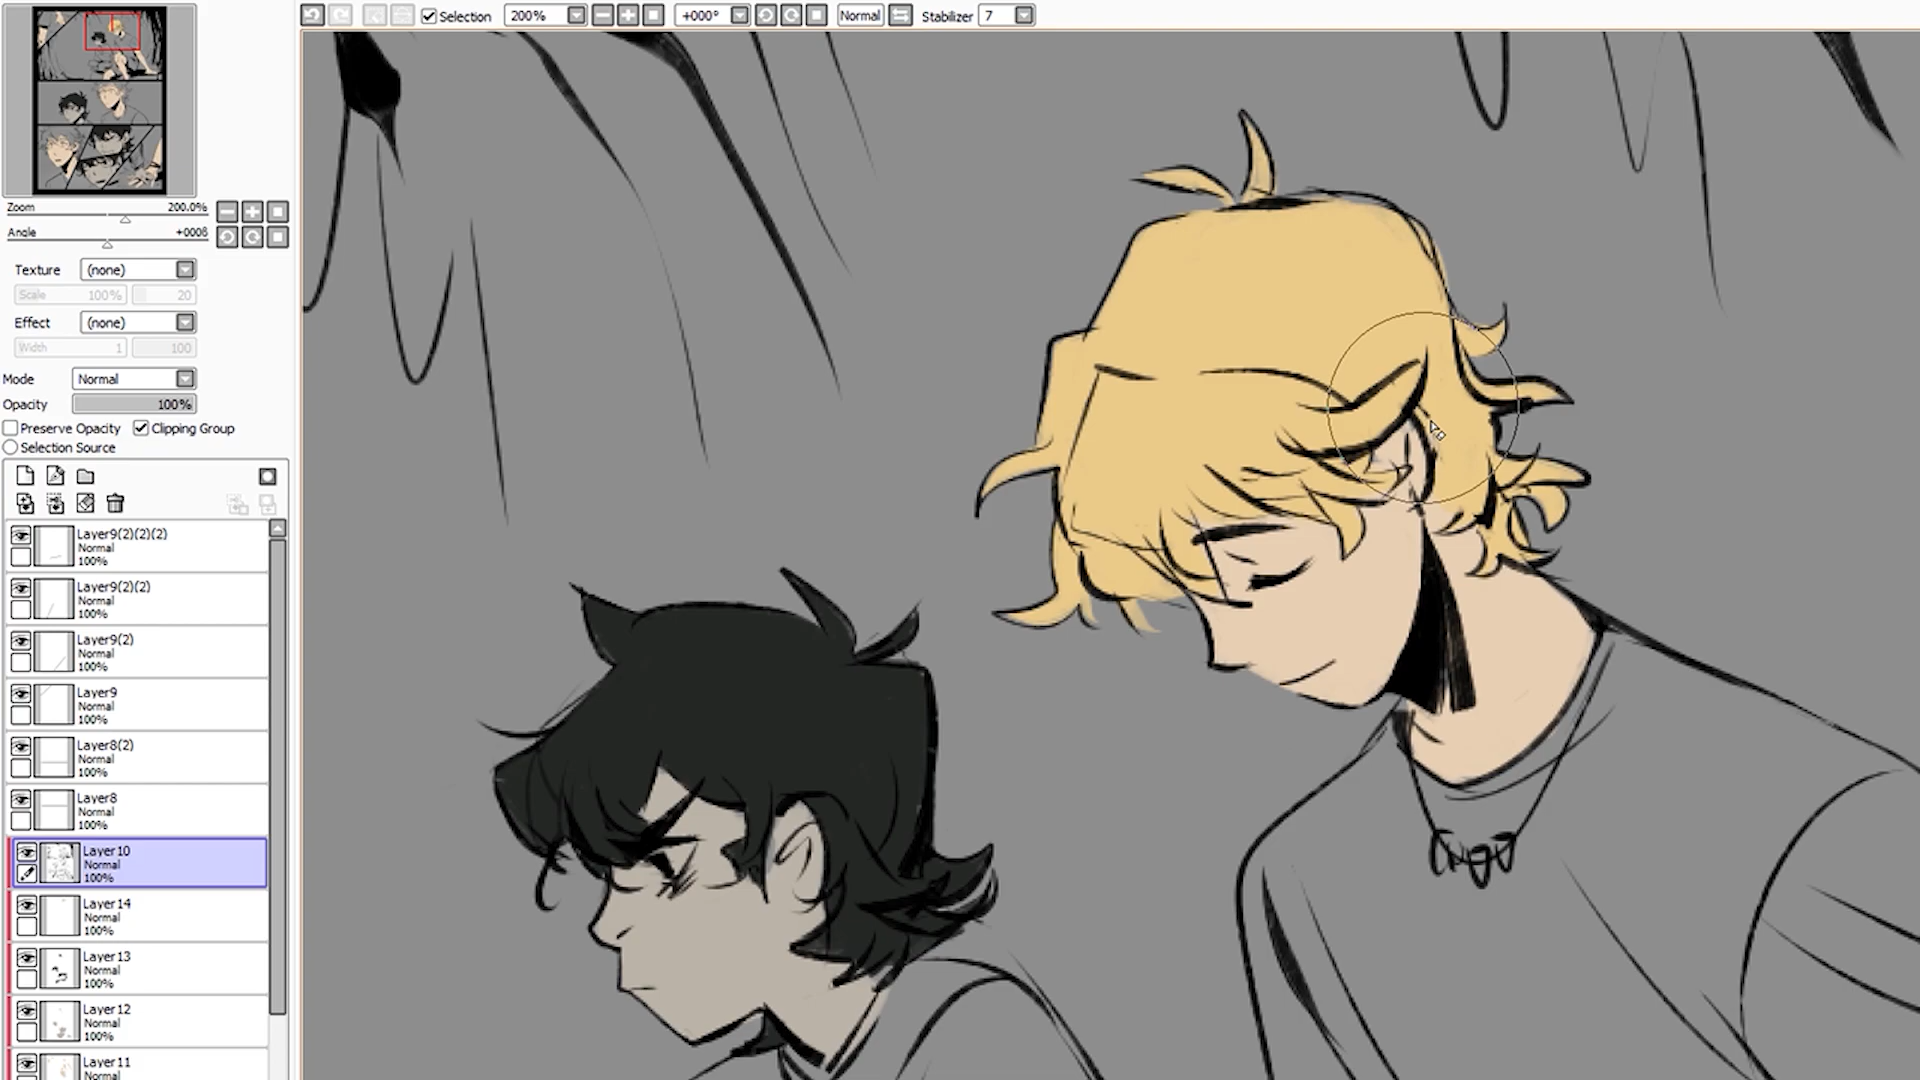 Selection 200% +000° Normal Stabilizer 7
Zoom 200.0%
Angle +000ß
Texture (none)
Scale 100% 20
Effect (none)
Width 1 100
Mode Normal
Opacity 100%
Preserve Opacity Clipping Group
Selection Source
Layer9(2)(2)(2)
Normal
100%
Layer9(2)(2)
Normal
100%
Layer9(2)
Normal
100%
Layer9
Normal
100%
Layer8(2)
Normal
100%
Layer8
Normal
100%
Layer10
Normal
100%
Layer14
Normal
100%
Layer13
Normal
100%
Layer12
Normal
100%
Layer11
Normal